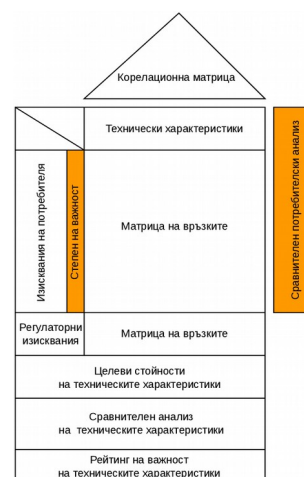 Корелационна матрица
Технически характеристики
Изисквания на потребителя
Степен на важност
Матрица на връзките
Сравнителен потребителски анализ
Регулаторни
изисквания
Матрица на връзките
Целеви стойности
на техническите характеристики
Сравнителен анализ
на техническите характеристики
Рейтинг на важност
на техническите характеристики